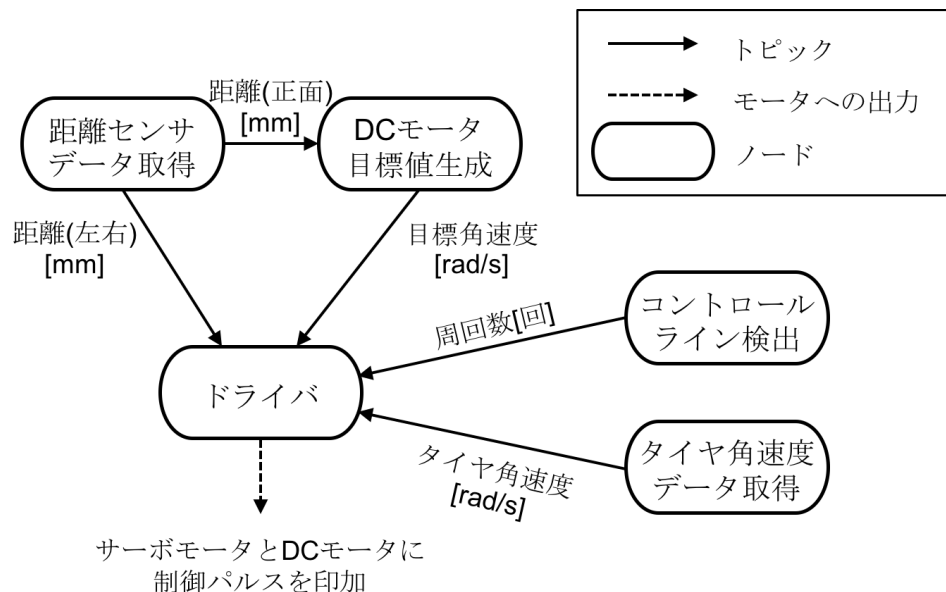 トピック
モータへの出力
ノード
距離(正面)
[mm]
距離センサ
データ取得
DCモータ
目標値生成
距離(左右)
[mm]
目標角速度
[rad/s]
コントロール
ライン検出
周回数[回]
ドライバ
タイヤ角速度
[rad/s]
タイヤ角速度
データ取得
サーボモータとDCモータに
制御パルスを印加